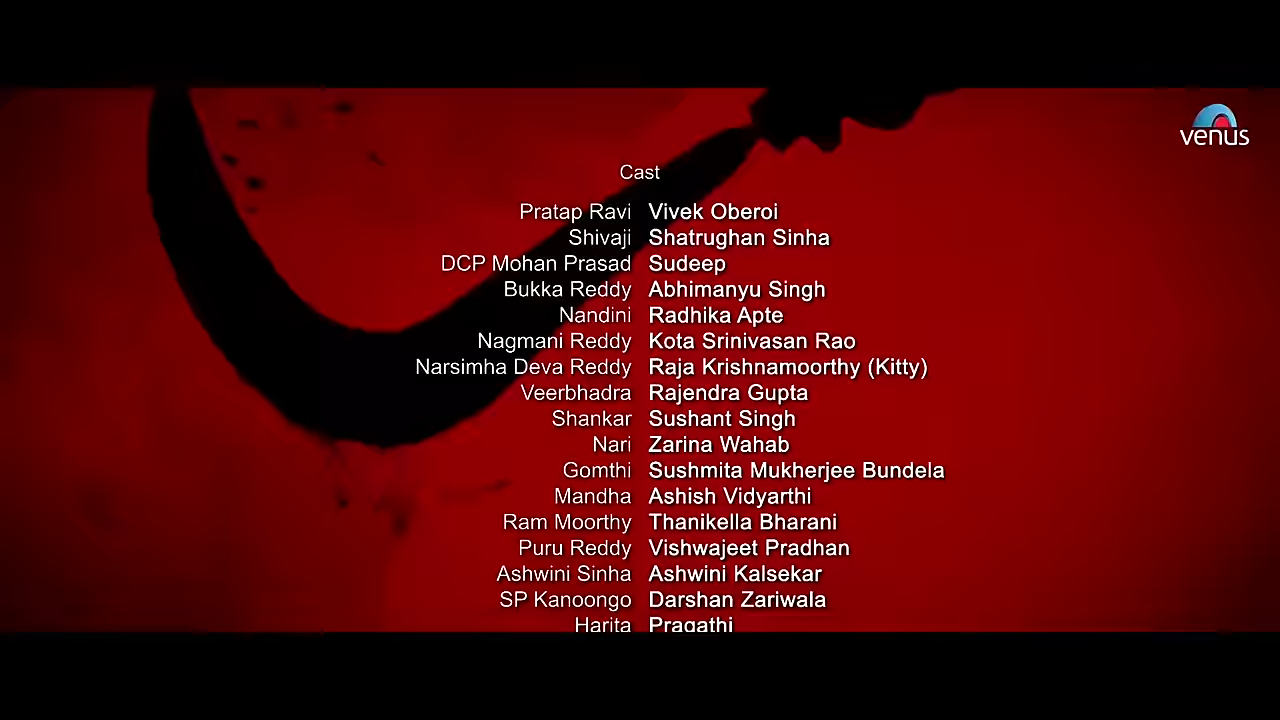 venus
Cast
Pratap Ravi Vivek Oberoi
Shivaji Shatrughan Sinha
DCP Mohan Prasad Sudeep
Bukka Reddy Abhimanyu Singh
Nandini Radhika Apte
Nagmani Reddy Kota Srinivasan Rao
Narsimha Deva Reddy Raja Krishnamoorthy (Kitty)
Veerbhadra Rajendra Gupta
Shankar Sushant Singh
Nari Zarina Wahab
Gomthi Sushmita Mukherjee Bundela
Mandha Ashish Vidyarthi
Ram Moorthy Thanikella Bharani
Puru Reddy Vishwajeet Pradhan
Ashwini Sinha Ashwini Kalsekar
SP Kanoongo Darshan Zariwala
Harita Pragathi